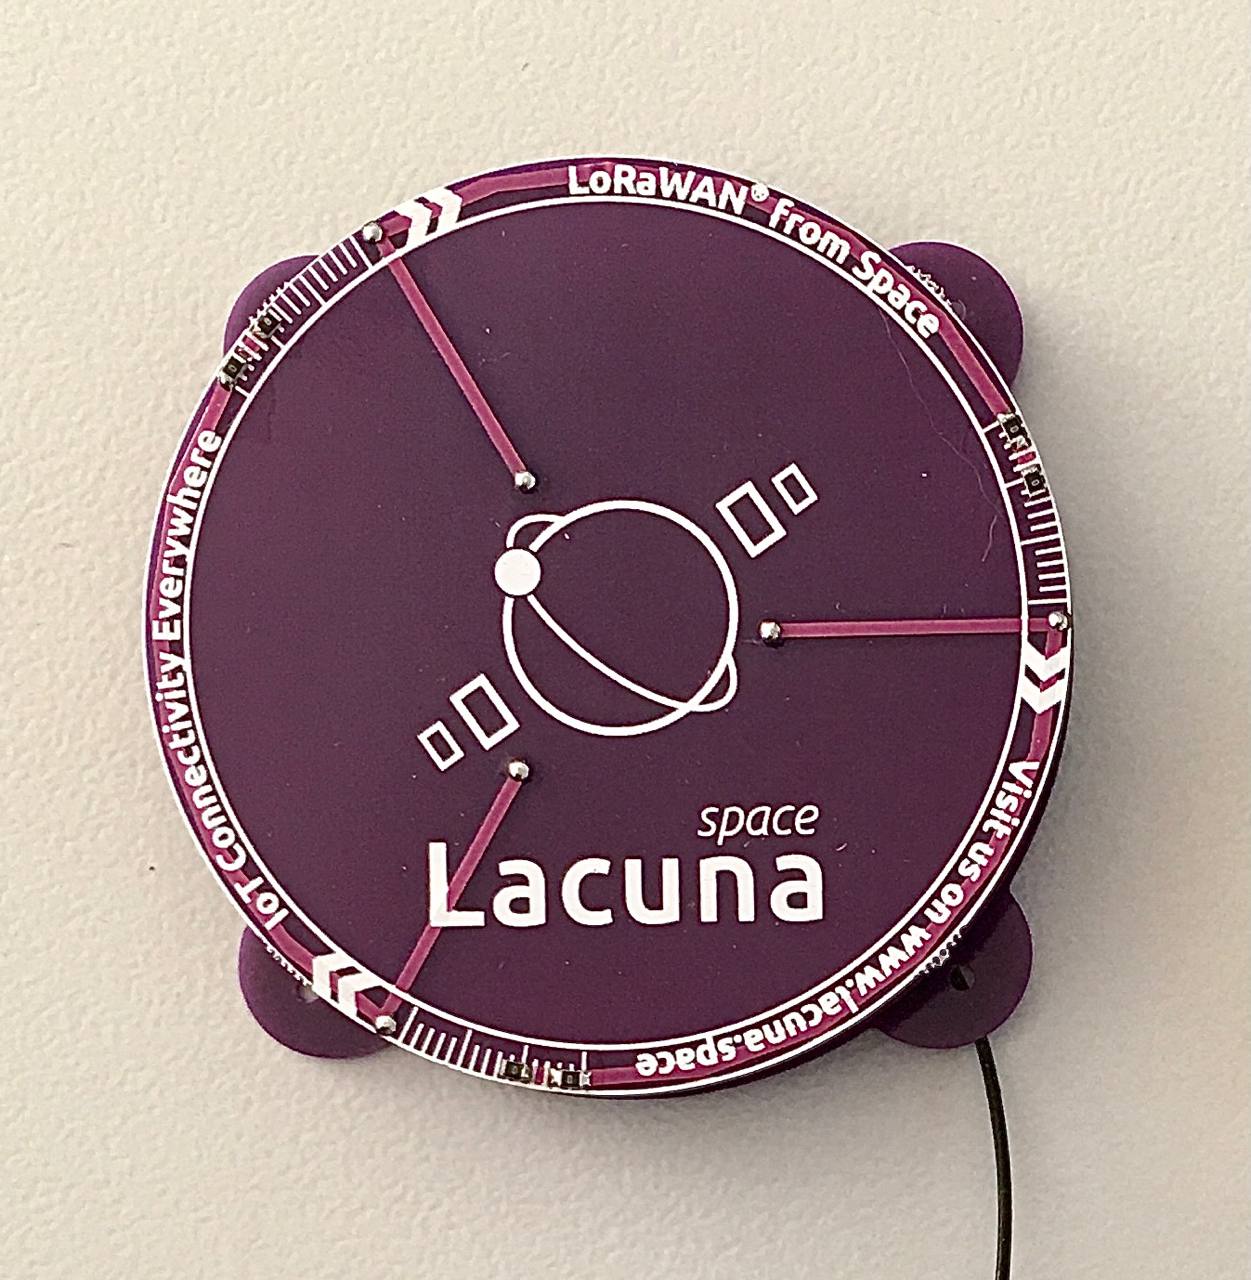 LoRaWAN® from Space
Visit us on www.lacuna.space
IoT Connectivity Everywhere
space
Lacuna